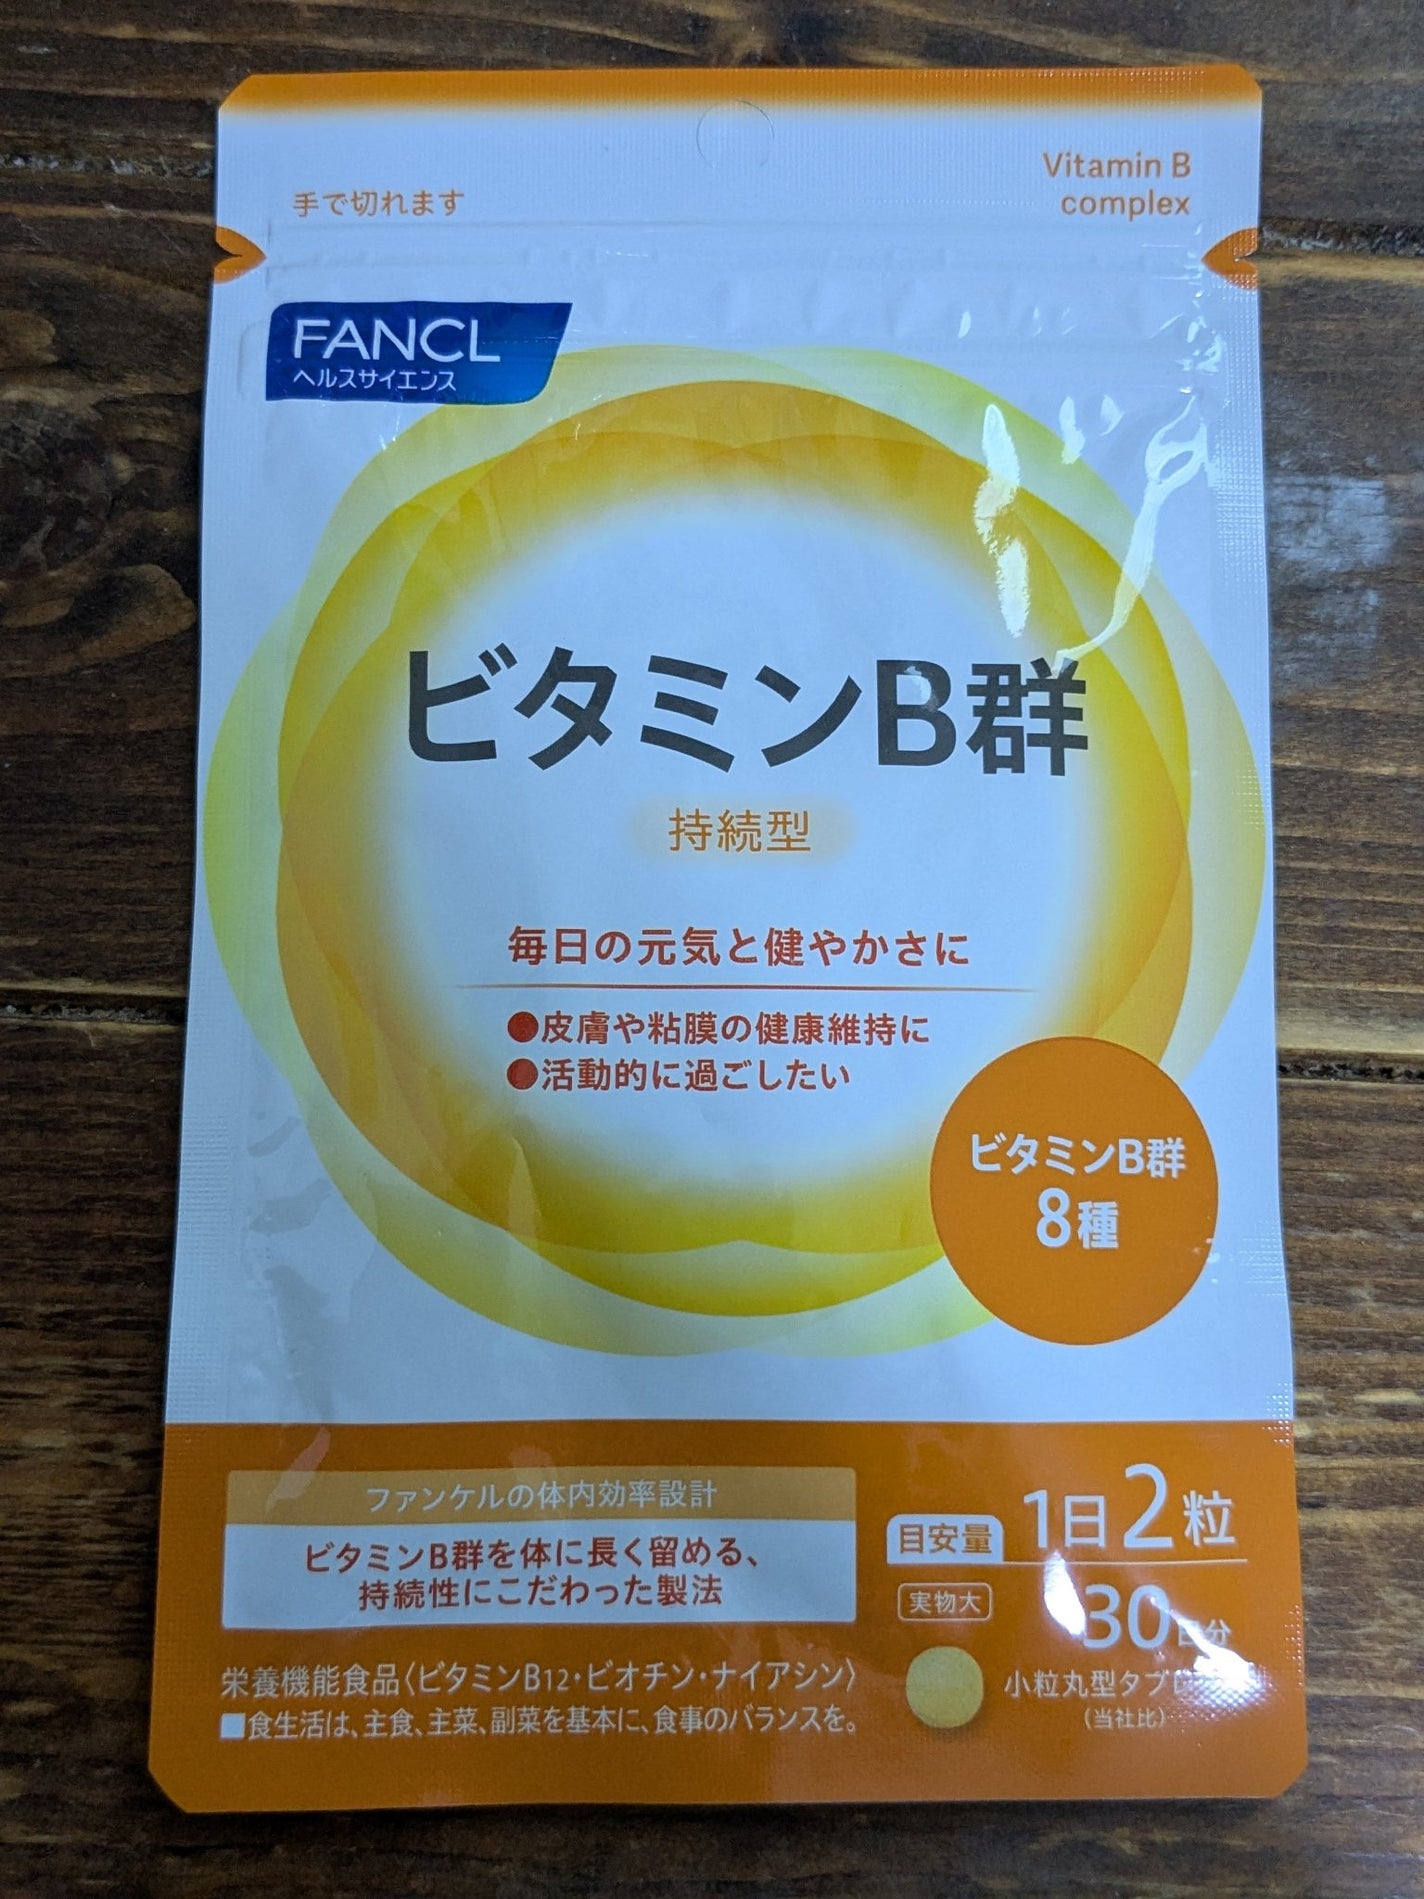 Vitamin B
complex
手で切れます
FANCL
ヘルスサイエンス
ビタミンB群
持続型
毎日の元気と健やかさに
●皮膚や粘膜の健康維持に
●活動的に過ごしたい
ビタミンB群
8種
ファンケルの体内効率設計
ビタミンB群を体に長く留める、
持続性にこだわった製法
栄養機能食品〈ビタミンB12・ビオチン・ナイアシン〉
■食生活は、主食、主菜、副菜を基本に、食事のバランスを。
目安量 1日2粒
30日分
実物大
小粒丸型
(当社比)